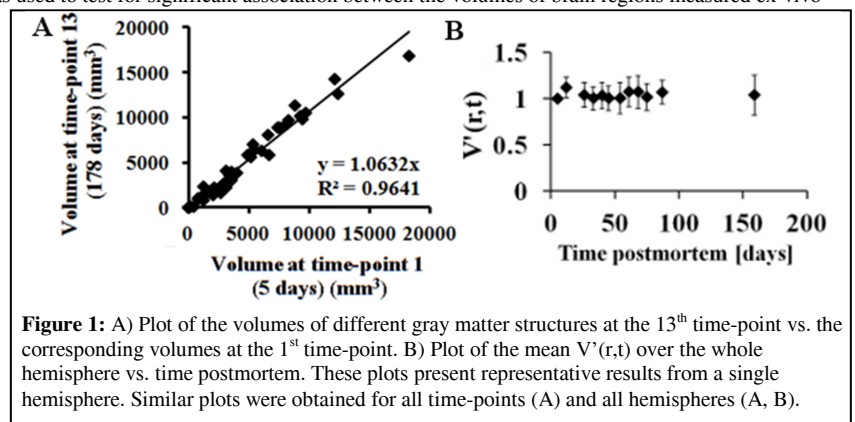 s used to test for significant association between the volumes of brain regions measured ex-vivo
A
B
Volume at time-point 13
(178 days) (mm³)
20000
15000
10000
5000
0
y = 1.0632x
R² = 0.9641
0 5000 10000 15000 20000
Volume at time-point 1
(5 days) (mm³)
V'(r,t)
1.5
1
0.5
0
0 50 100 150 200
Time postmortem [days]
Figure 1: A) Plot of the volumes of different gray matter structures at the 13th time-point vs. the
corresponding volumes at the 1st time-point. B) Plot of the mean V’(r,t) over the whole
hemisphere vs. time postmortem. These plots present representative results from a single
hemisphere. Similar plots were obtained for all time-points (A) and all hemispheres (A, B).